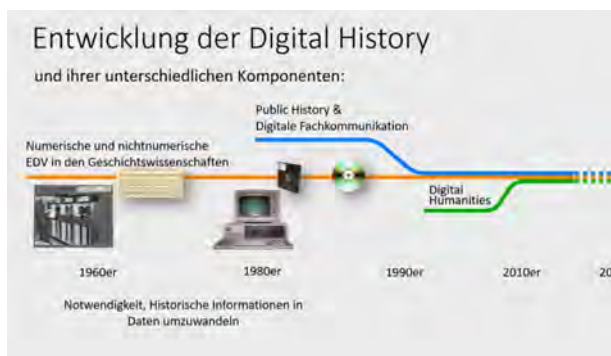 Entwicklung der Digital History
und ihrer unterschiedlichen Komponenten:
Public History &
Digitale Fachkommunikation
Numerische und nichtnumerische
EDV in den Geschichtswissenschaften
Digital
Humanities
1960er
1980er
1990er
2010er
20
Notwendigkeit, Historische Informationen in
Daten umzuwandeln